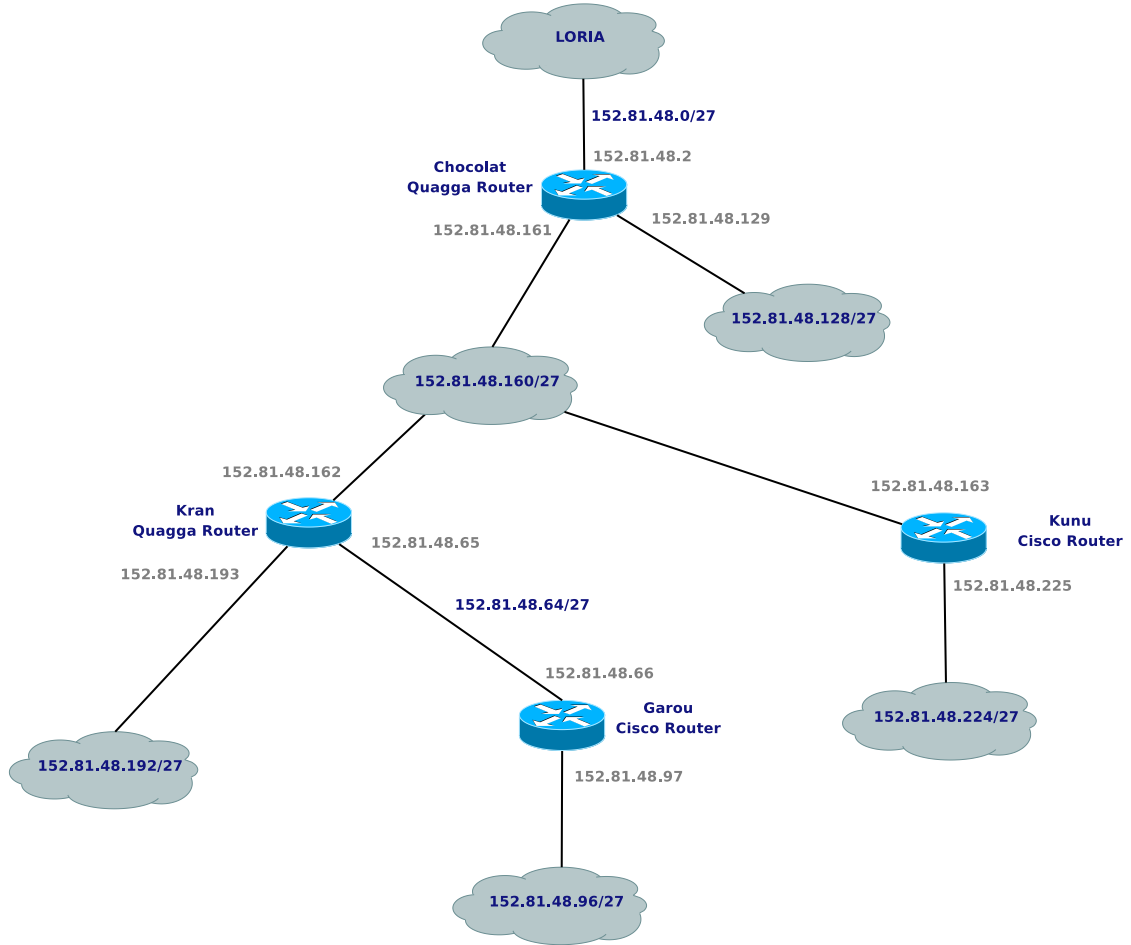 LORIA
152.81.48.0/27
152.81.48.2
Chocolat
Quagga Router
152.81.48.161
152.81.48.129
152.81.48.128/27
152.81.48.160/27
152.81.48.162
152.81.48.163
Kran
Quagga Router
Kunu
Cisco Router
152.81.48.65
152.81.48.193
152.81.48.225
152.81.48.64/27
152.81.48.66
Garou
Cisco Router
152.81.48.224/27
152.81.48.192/27
152.81.48.97
152.81.48.96/27